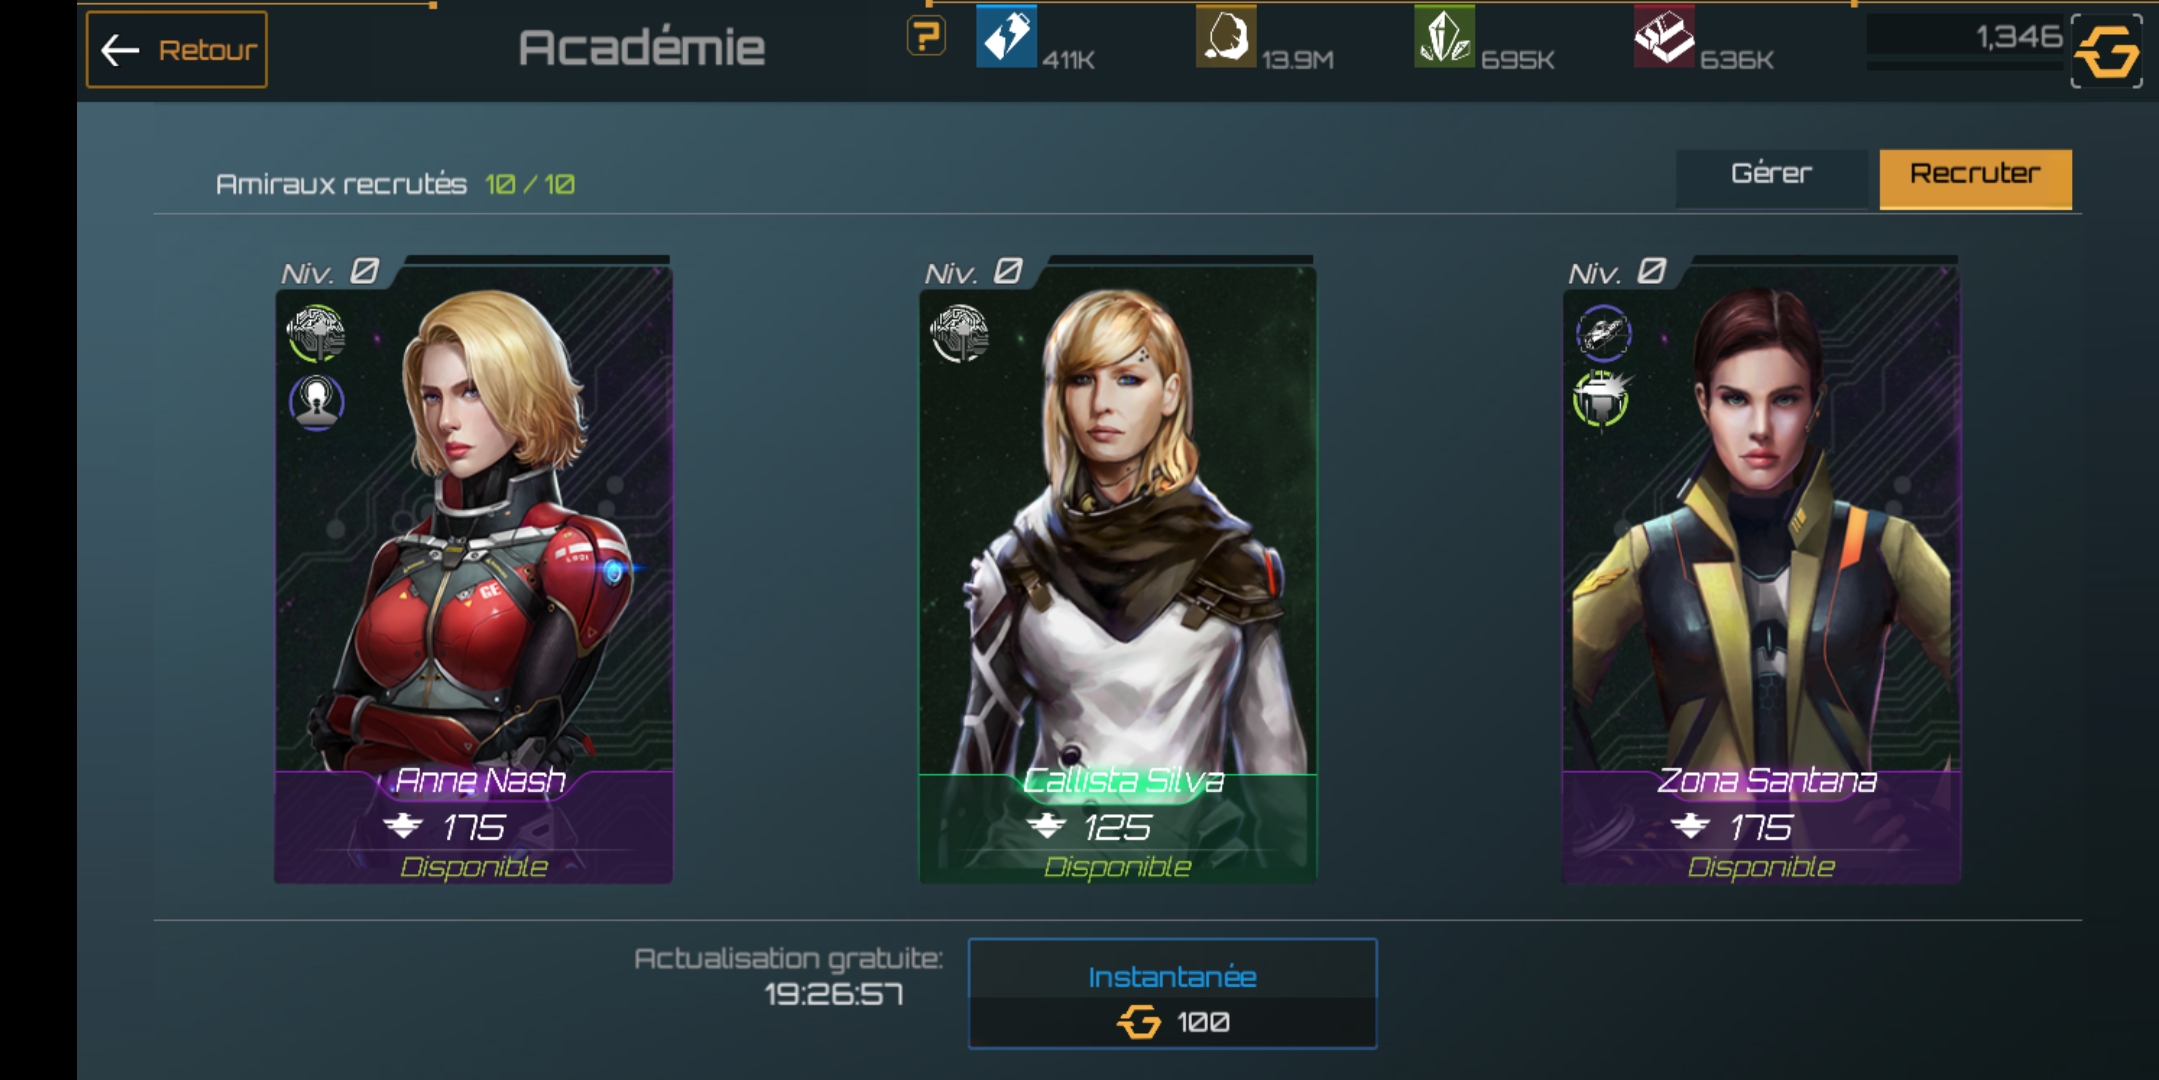 Retour
Académie
?
411K
13.9M
695K
636K
1,346
Amiraux recrutés 10/10
Gérer
Recruter
Niv. 0
Niv. 0
Niv. 0
GE
Anne Nash
175
Disponible
Callista Silva
125
Disponible
Zona Santana
175
Disponible
Actualisation gratuite:
19:26:57
Instantanée
100